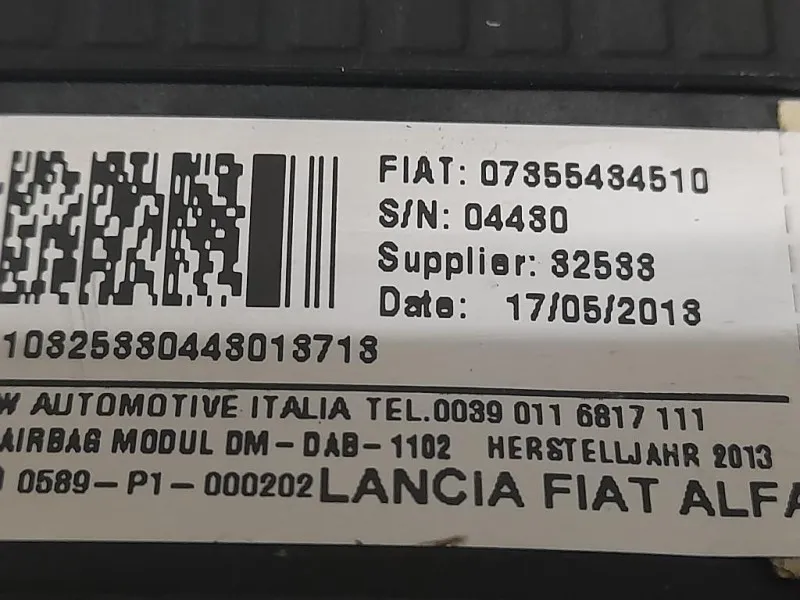 FIAT: 07355434510
S/N: 04430
Supplier: 32533
Date: 17/05/2013
10325330443013713
W AUTOMOTIVE ITALIA TEL.0039 011 6817 111
AIRBAG MODUL DM-DAB-1102 HERSTELLJAHR 2013
0589-P1-000202 LANCIA FIAT ALFA